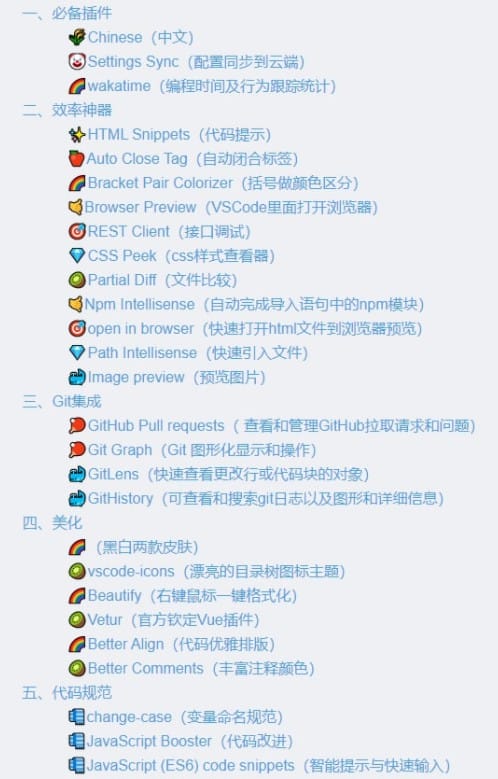 一、必备插件
Chinese（中文）
Settings Sync（配置同步到云端）
wakatime（编程时间及行为跟踪统计）
二、效率神器
HTML Snippets（代码提示）
Auto Close Tag（自动闭合标签）
Bracket Pair Colorizer（括号做颜色区分）
Browser Preview（VSCode里面打开浏览器）
REST Client（接口调试）
CSS Peek（css样式查看器）
Partial Diff（文件比较）
Npm Intellisense（自动完成导入语句中的npm模块）
open in browser（快速打开html文件到浏览器预览）
Path Intellisense（快速引入文件）
Image preview（预览图片）
三、Git集成
GitHub Pull requests（ 查看和管理GitHub拉取请求和问题）
Git Graph（Git 图形化显示和操作）
GitLens（快速查看更改行或代码块的对象）
GitHistory（可查看和搜索git日志以及图形和详细信息）
四、美化
（黑白两款皮肤）
vscode-icons（漂亮的目录树图标主题）
Beautify（右键鼠标一键格式化）
Vetur（官方钦定Vue插件）
Better Align（代码优雅排版）
Better Comments（丰富注释颜色）
五、代码规范
change-case（变量命名规范）
JavaScript Booster（代码改进）
JavaScript (ES6) code snippets（智能提示与快速输入）